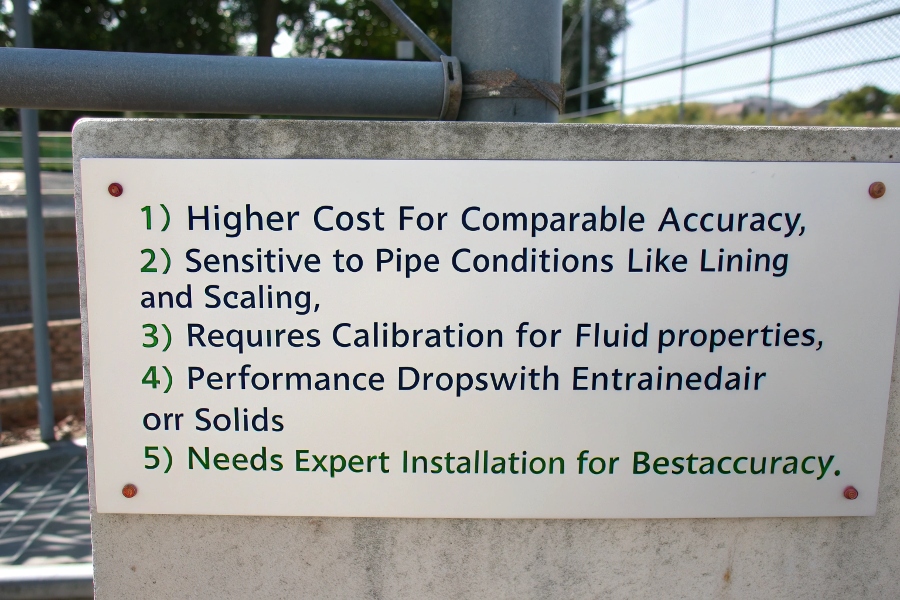 1) Higher Cost For Comparable Accuracy,
2) Sensitive to Pipe Conditions Like Lining
and Scaling,
3) Requires Calibration for Fluid properties,
4) Performance Dropswith Entrainedair
orr Solids
5) Needs Expert Installation for Bestaccuracy.